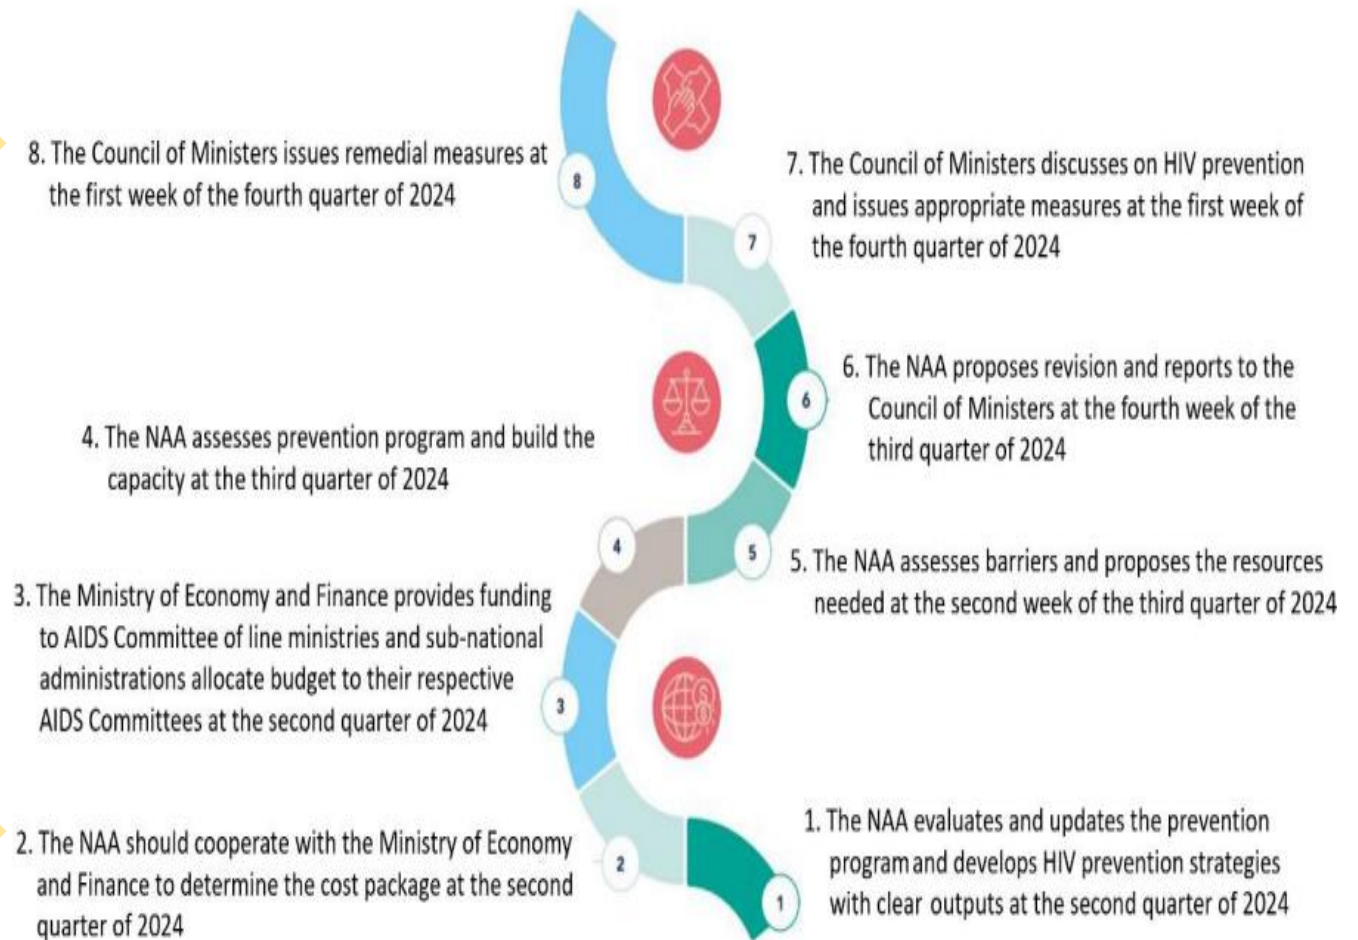 8. The Council of Ministers issues remedial measures at
the first week of the fourth quarter of 2024
8
7. The Council of Ministers discusses on HIV prevention
and issues appropriate measures at the first week of
the fourth quarter of 2024
7
6. The NAA proposes revision and reports to the
Council of Ministers at the fourth week of the
third quarter of 2024
6
4. The NAA assesses prevention program and build the
capacity at the third quarter of 2024
4
5. The NAA assesses barriers and proposes the resources
needed at the second week of the third quarter of 2024
5
3. The Ministry of Economy and Finance provides funding
to AIDS Committee of line ministries and sub-national
administrations allocate budget to their respective
AIDS Committees at the second quarter of 2024
3
$
2. The NAA should cooperate with the Ministry of Economy
and Finance to determine the cost package at the second
quarter of 2024
2
1. The NAA evaluates and updates the prevention
program and develops HIV prevention strategies
with clear outputs at the second quarter of 2024
1